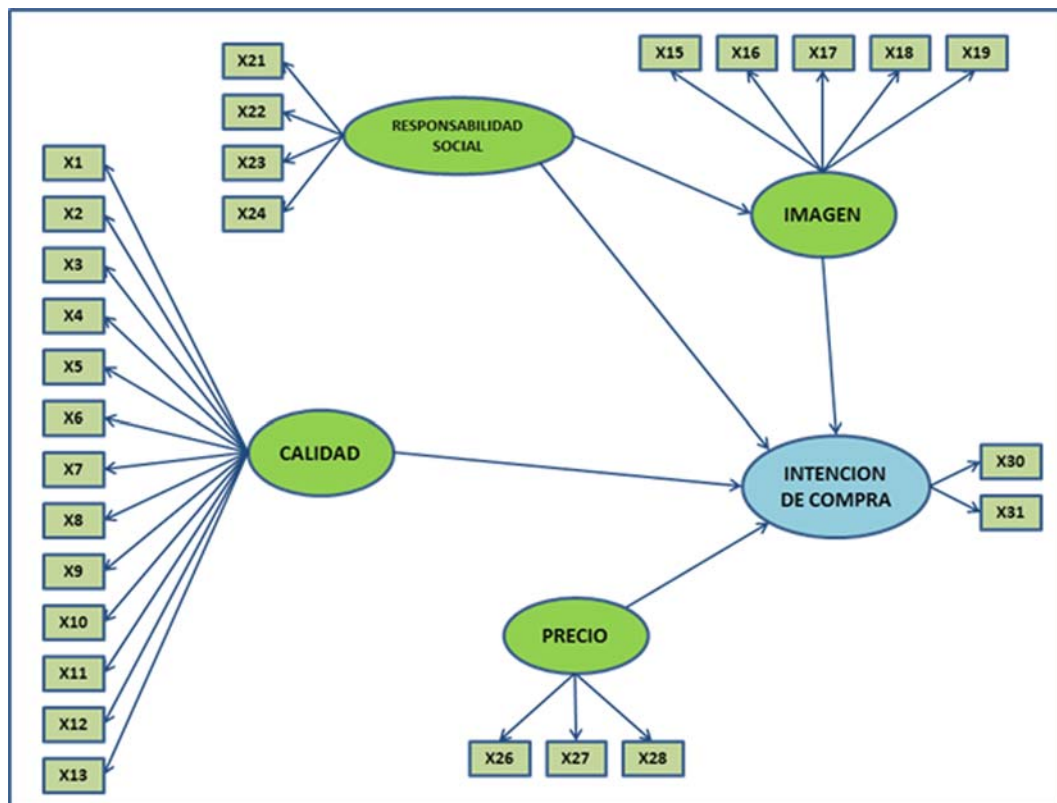 X15
X16
X17
X18
X19
X21
X22
X23
X24
RESPONSABILIDAD
SOCIAL
IMAGEN
X1
X2
X3
X4
X5
X6
X7
X8
X9
X10
X11
X12
X13
CALIDAD
INTENCION
DE COMPRA
X30
X31
PRECIO
X26
X27
X28